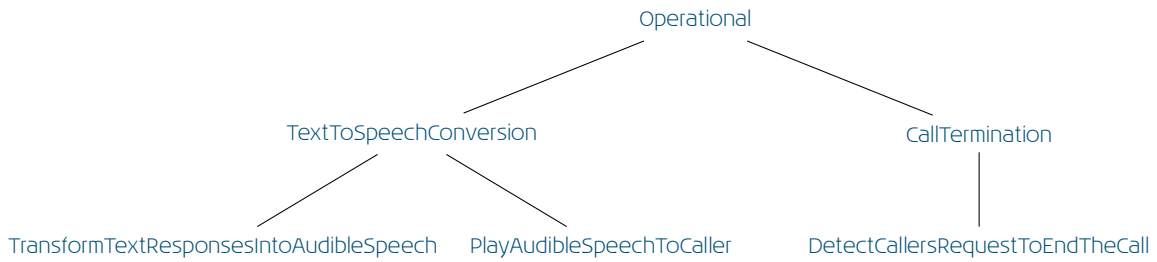 Operational
TextToSpeechConversion
CallTermination
TransformTextResponsesIntoAudibleSpeech
PlayAudibleSpeechToCaller
DetectCallersRequestToEndTheCall